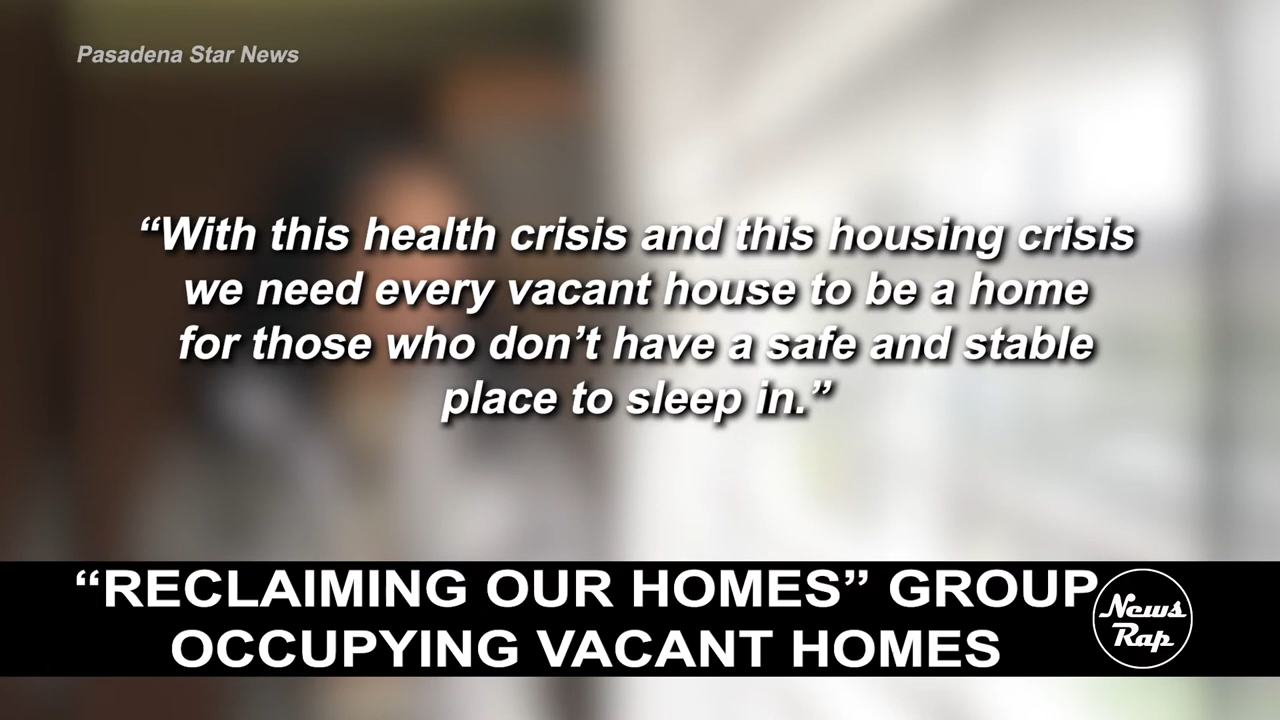 Pasadena Star News
“With this health crisis and this housing crisis
we need every vacant house to be a home
for those who don’t have a safe and stable
place to sleep in.”
“RECLAIMING OUR HOMES” GROUP
OCCUPYING VACANT HOMES
News
Rap